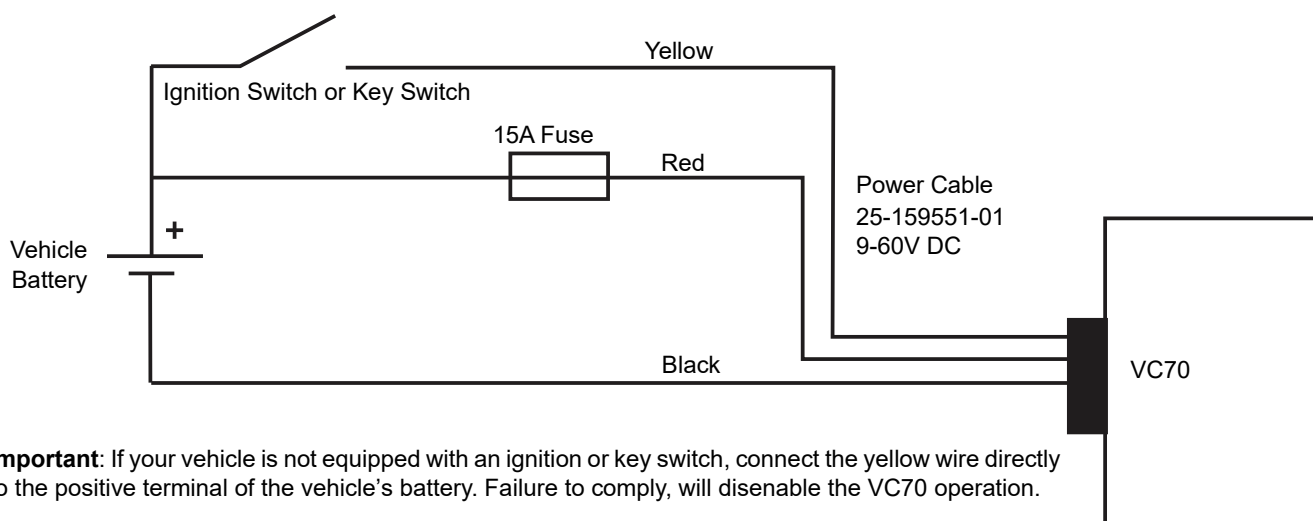 Yellow
Ignition Switch or Key Switch
15A Fuse
Red
Power Cable
25-159551-01
9-60V DC
+
Vehicle
Battery
Black
VC70
mportant: If your vehicle is not equipped with an ignition or key switch, connect the yellow wire directly
o the positive terminal of the vehicle's battery. Failure to comply, will disenable the VC70 operation.